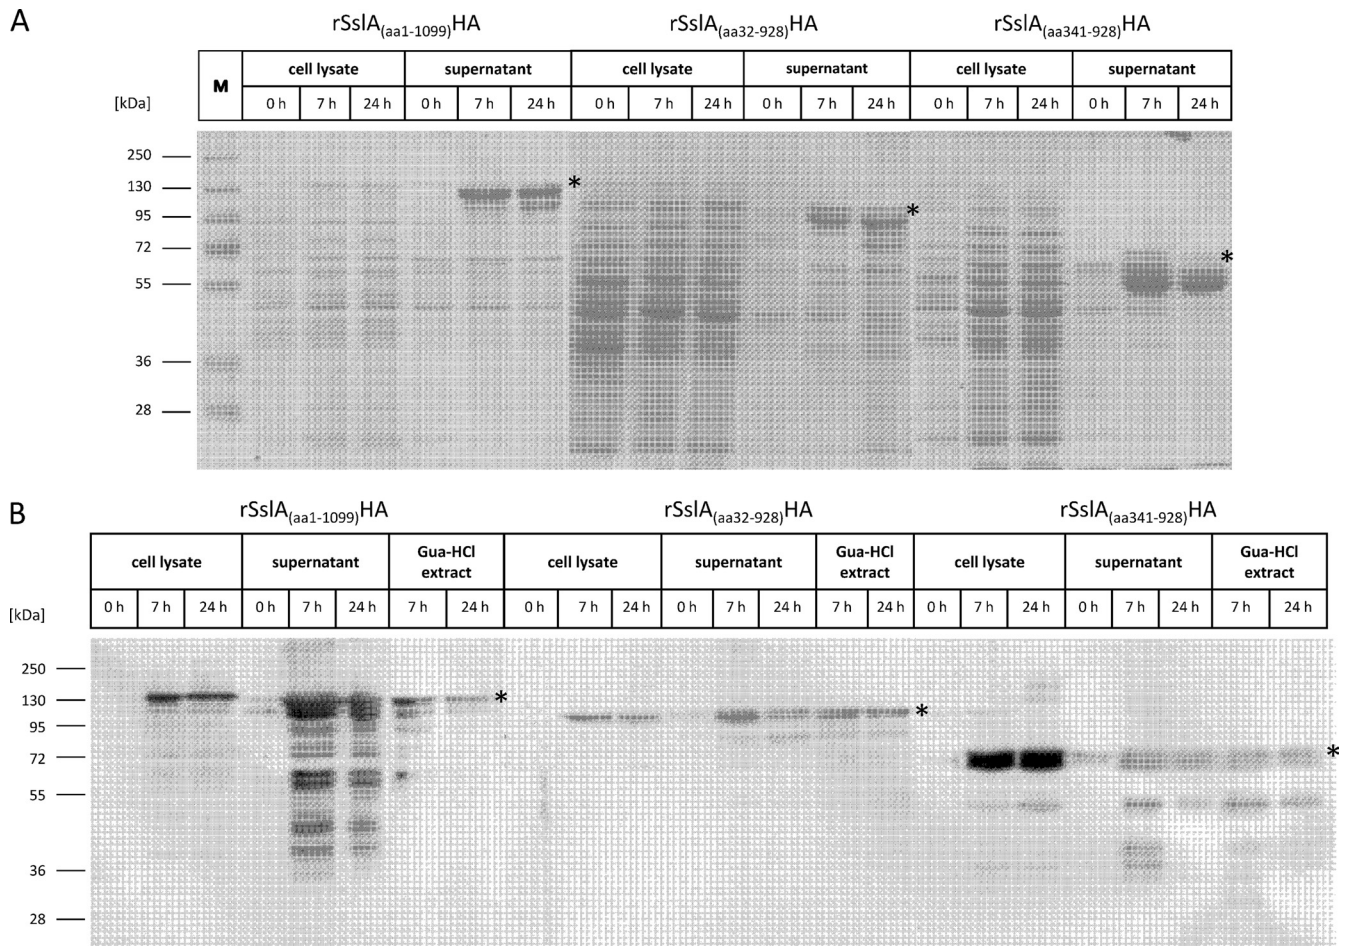 A
rSslA(aa1-1099)HA rSslA(aa32-928)HA rSslA(aa341-928)HA
M cell lysate supernatant cell lysate supernatant cell lysate supernatant
[kDa] 0 h 7 h 24 h 0 h 7 h 24 h 0 h 7 h 24 h 0 h 7 h 24 h 0 h 7 h 24 h 0 h 7 h 24 h
250
130 *
95 *
72 *
55
36
28
B
rSslA(aa1-1099)HA rSslA(aa32-928)HA rSslA(aa341-928)HA
cell lysate supernatant Gua-HCl extract cell lysate supernatant Gua-HCl extract cell lysate supernatant Gua-HCl extract
[kDa] 0 h 7 h 24 h 0 h 7 h 24 h 7 h 24 h 0 h 7 h 24 h 0 h 7 h 24 h 7 h 24 h 0 h 7 h 24 h 0 h 7 h 24 h 7 h 24 h
250
130 * *
95
72 *
55
36
28